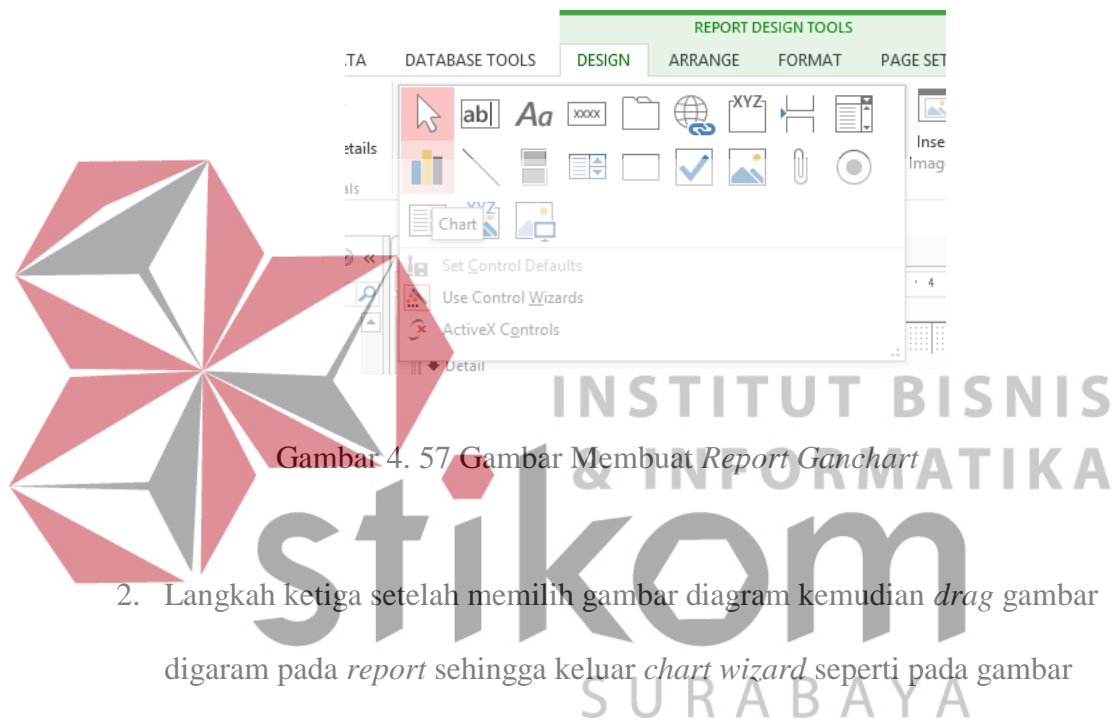 REPORT DESIGN TOOLS
TA DATABASE TOOLS DESIGN ARRANGE FORMAT PAGE SET
ab Aa XXXX XYZ
etails Inse
Imag
als
XYZ
Chart
Set Control Defaults
4
Use Control Wizards
ActiveX Controls
Detail
INSTITUT BISNIS
Gambar 4. 57 Gambar Membuat Report Ganchart
& INFORMATIKA
stikom
2. Langkah ketiga setelah memilih gambar diagram kemudian drag gambar
digaram pada report sehingga keluar chart wizard seperti pada gambar
SURABAYA